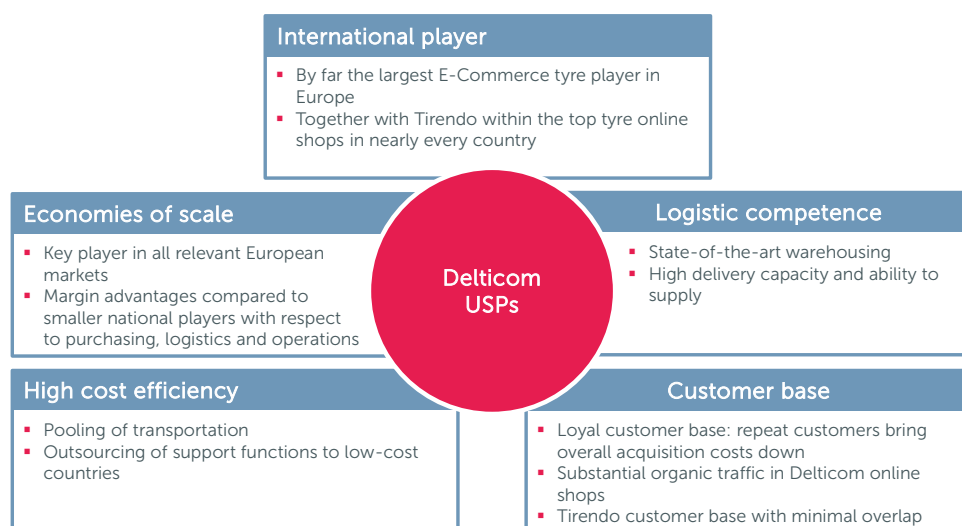 International player
▪ By far the largest E-Commerce tyre player in
Europe
▪ Together with Tirendo within the top tyre online
shops in nearly every country
Economies of scale
▪ Key player in all relevant European
markets
▪ Margin advantages compared to
smaller national players with respect
to purchasing, logistics and operations
Delticom
USPs
Logistic competence
▪ State-of-the-art warehousing
▪ High delivery capacity and ability to
supply
High cost efficiency
▪ Pooling of transportation
▪ Outsourcing of support functions to low-cost
countries
Customer base
▪ Loyal customer base: repeat customers bring
overall acquisition costs down
▪ Substantial organic traffic in Delticom online
shops
▪ Tirendo customer base with minimal overlap